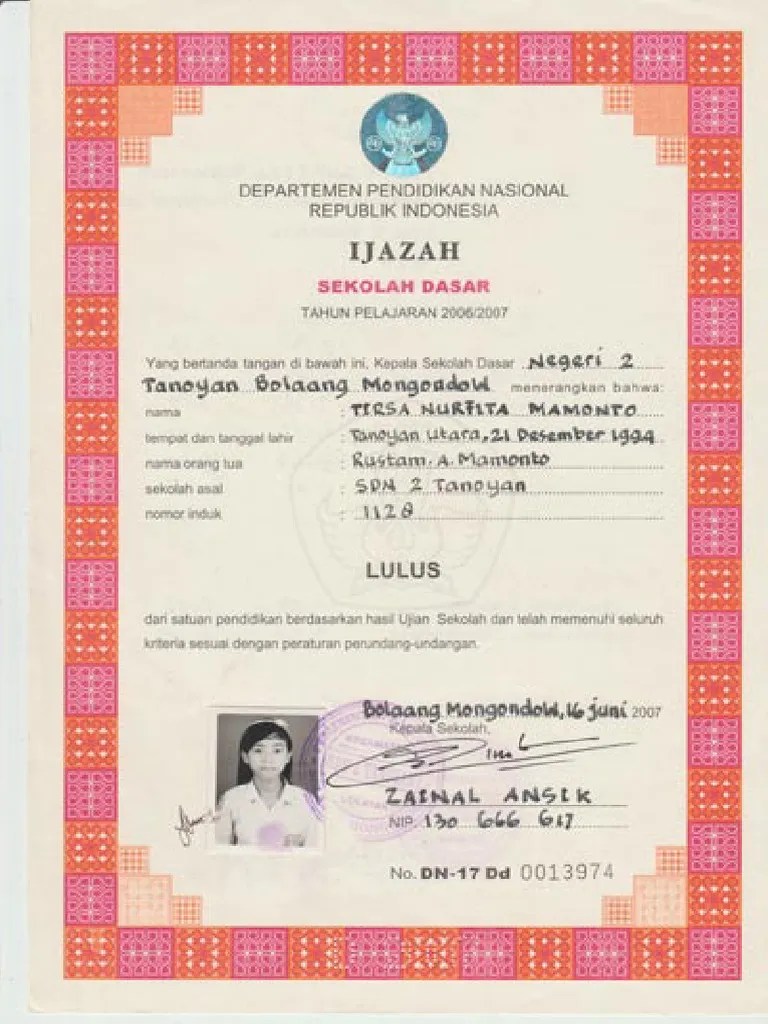 DEPARTEMEN PENDIDIKAN NASIONAL
REPUBLIK INDONESIA
IJAZAH
SEKOLAH DASAR
TAHUN PELAJARAN 2006/2007
Yang bertanda tangan di bawah ini, Kepala Sekolah Dasar Negeri 2
Tanoyan Bolaang Mongondow menerangkan bahwa:
nama : TIRSA NURFITA MAMONTO
tempat dan tanggal lahir : Tanoyan Utara, 21 Desember 1994
nama orang tua : Rustam. A. Mamonto
sekolah asal : SDN 2 Tanoyan
nomor induk : 1128
LULUS
dari satuan pendidikan berdasarkan hasil Ujian Sekolah dan telah memenuhi seluruh
kriteria sesuai dengan peraturan perundang-undangan.
Bolaang Mongondow, 16 juni 2007
Kepala Sekolah,
ZAINAL ANSIK
NIP. 130 666 617
No. DN-17 Dd 0013974